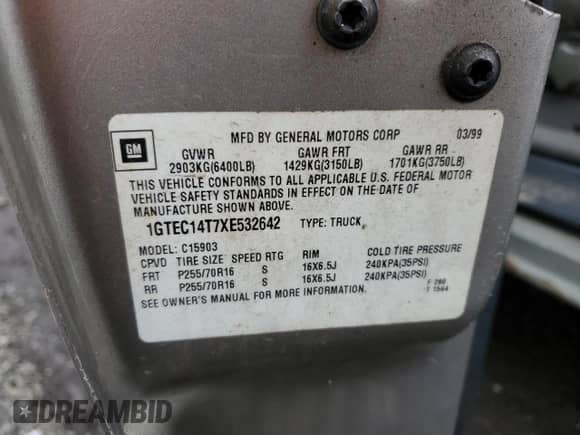 MFD BY GENERAL MOTORS CORP 03/99
GM
GVWR GAWR FRT GAWR RR
2903KG(6400LB) 1429KG(3150LB) 1701KG(3750LB)
THIS VEHICLE CONFORMS TO ALL APPLICABLE U.S. FEDERAL MOTOR
VEHICLE SAFETY STANDARDS IN EFFECT ON THE DATE OF
MANUFACTURE SHOWN ABOVE.
1GTEC14T7XE532642 TYPE: TRUCK
MODEL: C15903
CPVD TIRE SIZE SPEED RTG RIM COLD TIRE PRESSURE
FRT P255/70R16 S 16X6.5J 240KPA(35PSI)
RR P255/70R16 S 16X6.5J 240KPA(35PSI)
SEE OWNER'S MANUAL FOR MORE INFORMATION.
F 280
T 1564
DREAMBID